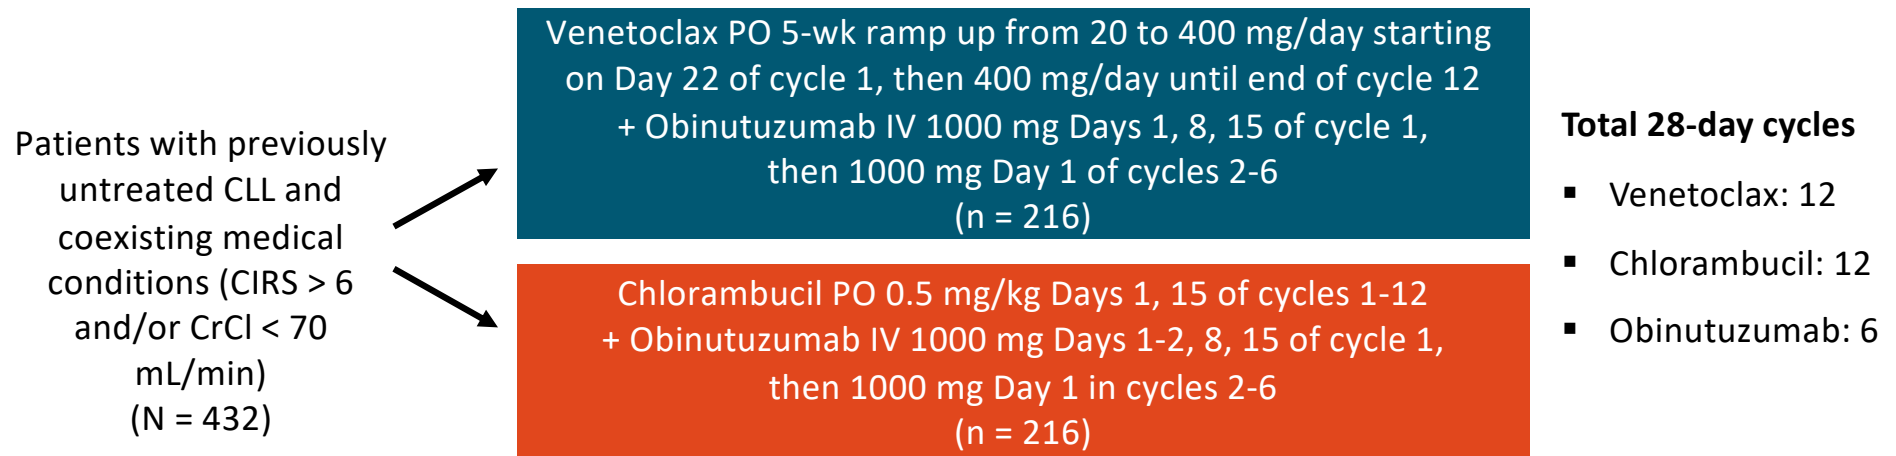 Patients with previously
untreated CLL and
coexisting medical
conditions (CIRS > 6
and/or CrCl < 70
mL/min)
(N = 432)
Venetoclax PO 5-wk ramp up from 20 to 400 mg/day starting
on Day 22 of cycle 1, then 400 mg/day until end of cycle 12
+ Obinutuzumab IV 1000 mg Days 1, 8, 15 of cycle 1,
then 1000 mg Day 1 of cycles 2-6
(n = 216)
Chlorambucil PO 0.5 mg/kg Days 1, 15 of cycles 1-12
+ Obinutuzumab IV 1000 mg Days 1-2, 8, 15 of cycle 1,
then 1000 mg Day 1 in cycles 2-6
(n = 216)
Total 28-day cycles
▪ Venetoclax: 12
▪ Chlorambucil: 12
▪ Obinutuzumab: 6